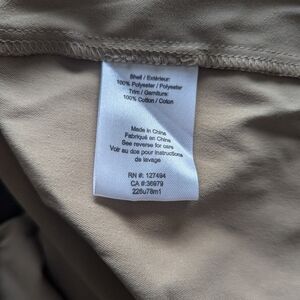 Shell / Extérieur:
100% Polyester / Polyester
Trim / Garniture:
100% Cotton / Coton
Made in China
Fabriqué en Chine
See reverse for care
Voir au dos pour instructions
de lavage
RN #: 127494
CA #:36979
226u78m1